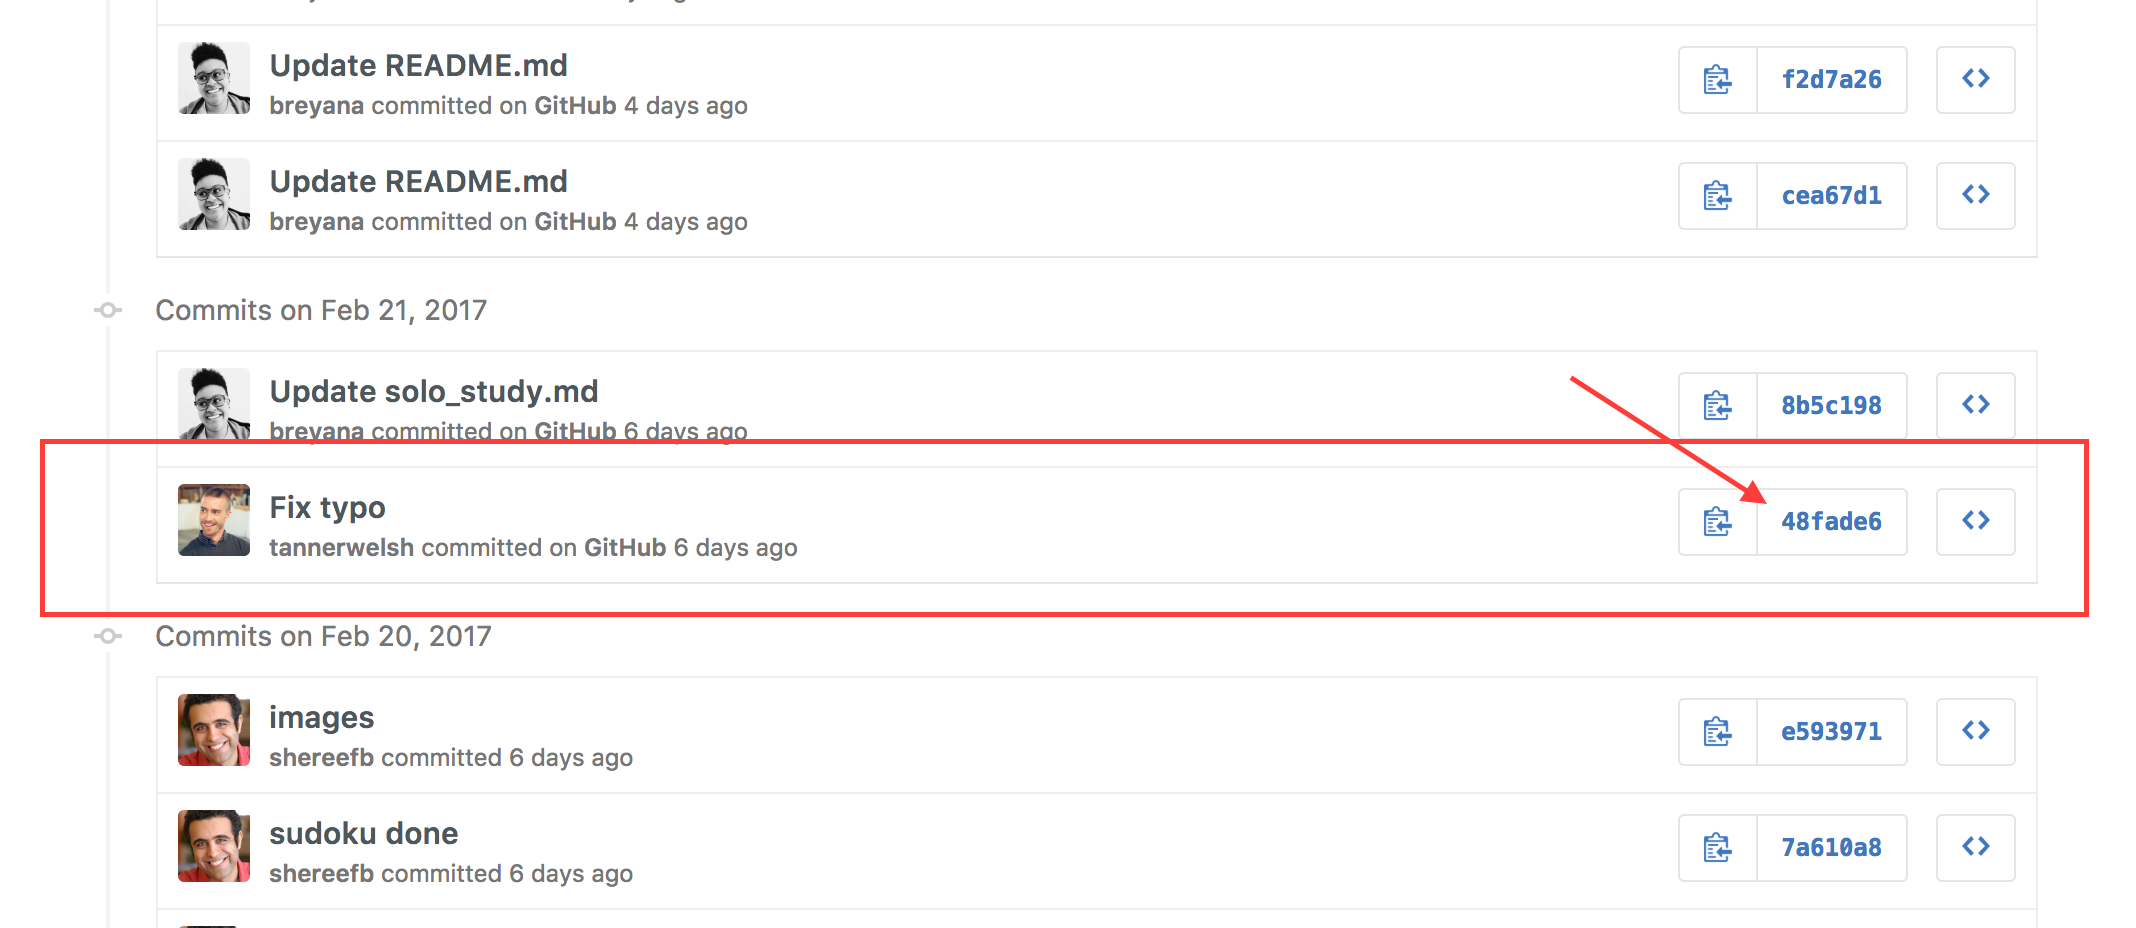 Update README.md
breyana committed on GitHub 4 days ago
f2d7a26
Update README.md
breyana committed on GitHub 4 days ago
cea67d1
Commits on Feb 21, 2017
Update solo_study.md
breyana committed on GitHub 6 days ago
8b5c198
Fix typo
tannerwelsh committed on GitHub 6 days ago
48fade6
Commits on Feb 20, 2017
images
shereefb committed 6 days ago
e593971
sudoku done
shereefb committed 6 days ago
7a610a8